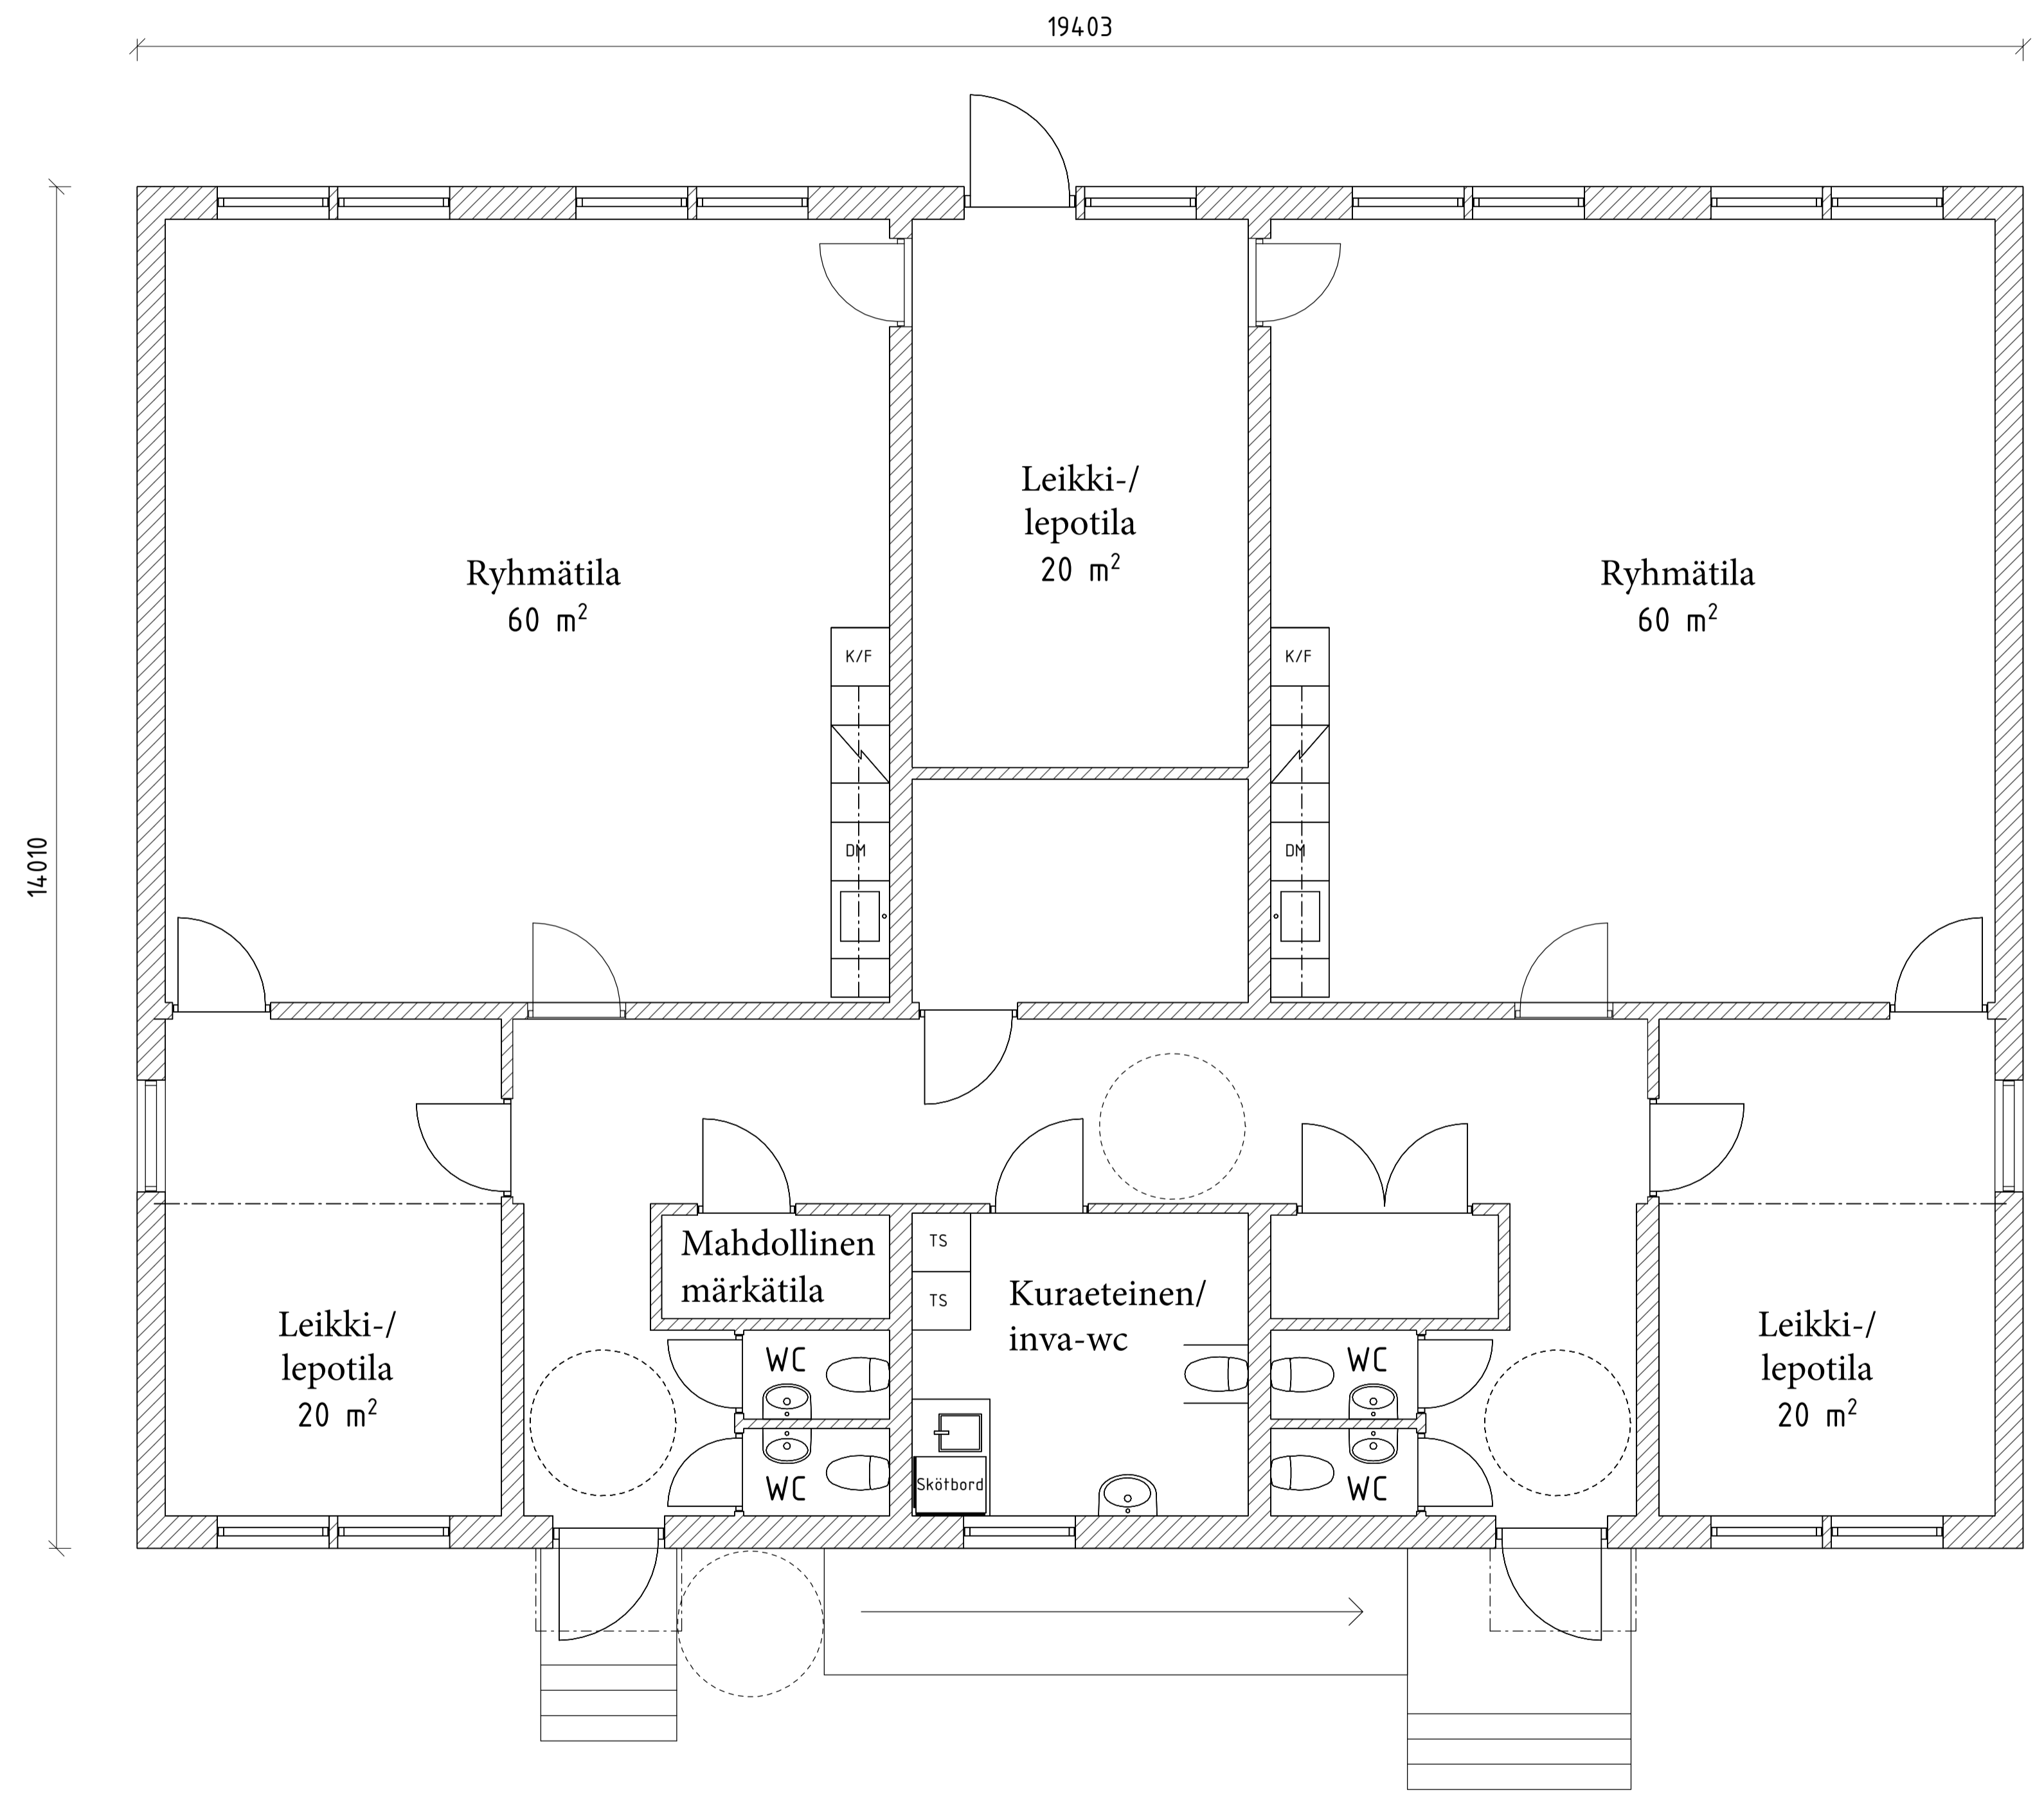 19403
14010
Leikki-/
lepotila
20 m²
Ryhmätila
60 m²
Ryhmätila
60 m²
K/F
K/F
DM
DM
Mahdollinen
märkätila
TS
TS
Kuraeteinen/
inva-wc
Leikki-/
lepotila
20 m²
WC
WC
Skötbord
WC
WC
Leikki-/
lepotila
20 m²